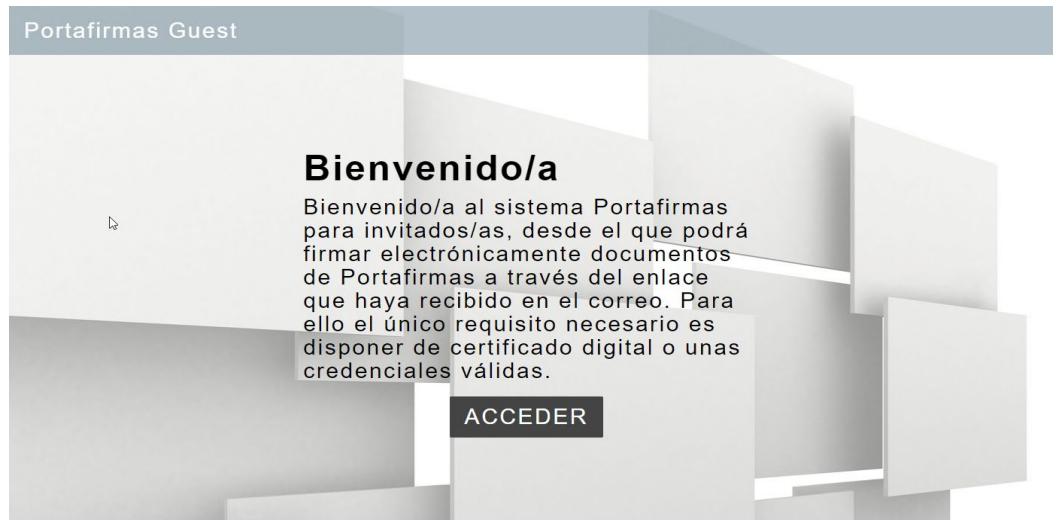 Portafirmas Guest
Bienvenido/a
Bienvenido/a al sistema Portafirmas
para invitados/as, desde el que podrá
firmar electrónicamente documentos
de Portafirmas a través del enlace
que haya recibido en el correo. Para
ello el único requisito necesario es
disponer de certificado digital o unas
credenciales válidas.
ACCEDER